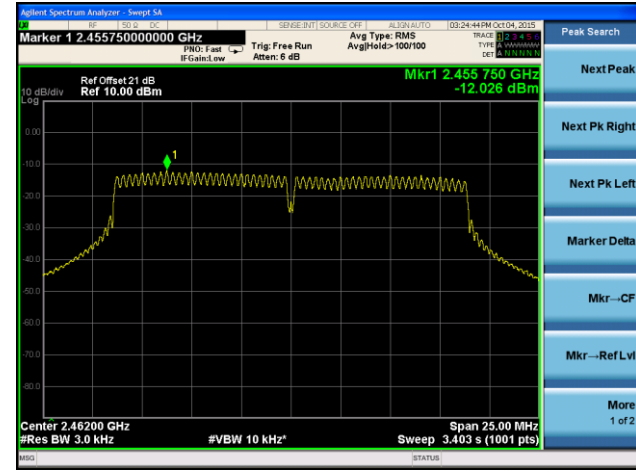 Agilent Spectrum Analyzer - Swept SA
RF 50 Ω DC SENSE:INT SOURCE OFF ALIGN AUTO 03:24:44 PM Oct 04, 2015
Marker 1 2.455750000000 GHz
PNO: Fast
IFGain:Low
Trig: Free Run
Atten: 6 dB
Avg Type: RMS
Avg|Hold:>100/100
TRACE 1 2 3 4 5 6
TYPE A
DET A N N N N N
Peak Search
Mkr1 2.455 750 GHz
-12.026 dBm
Ref Offset 21 dB
10 dB/div Ref 10.00 dBm
Log
0.00
-10.0
-20.0
-30.0
-40.0
-50.0
-60.0
-70.0
-80.0
1
Next Peak
Next Pk Right
Next Pk Left
Marker Delta
Mkr→CF
Mkr→Ref Lvl
More
1 of 2
Center 2.46200 GHz Span 25.00 MHz
#Res BW 3.0 kHz #VBW 10 kHz* Sweep 3.403 s (1001 pts)
MSG STATUS